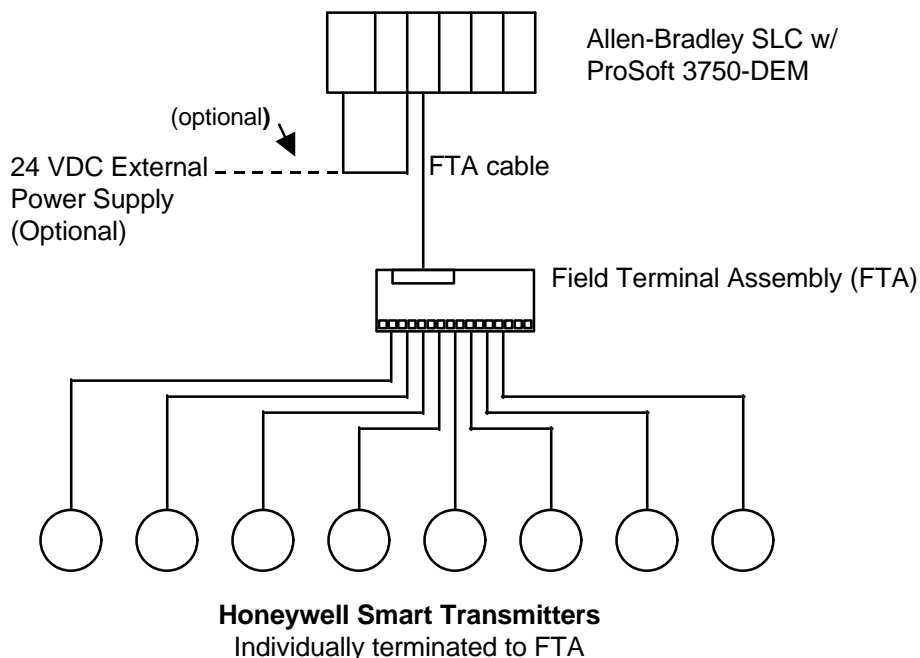 Allen-Bradley SLC w/
ProSoft 3750-DEM
(optional)
24 VDC External
Power Supply
(Optional)
FTA cable
Field Terminal Assembly (FTA)
Honeywell Smart Transmitters
Individually terminated to FTA